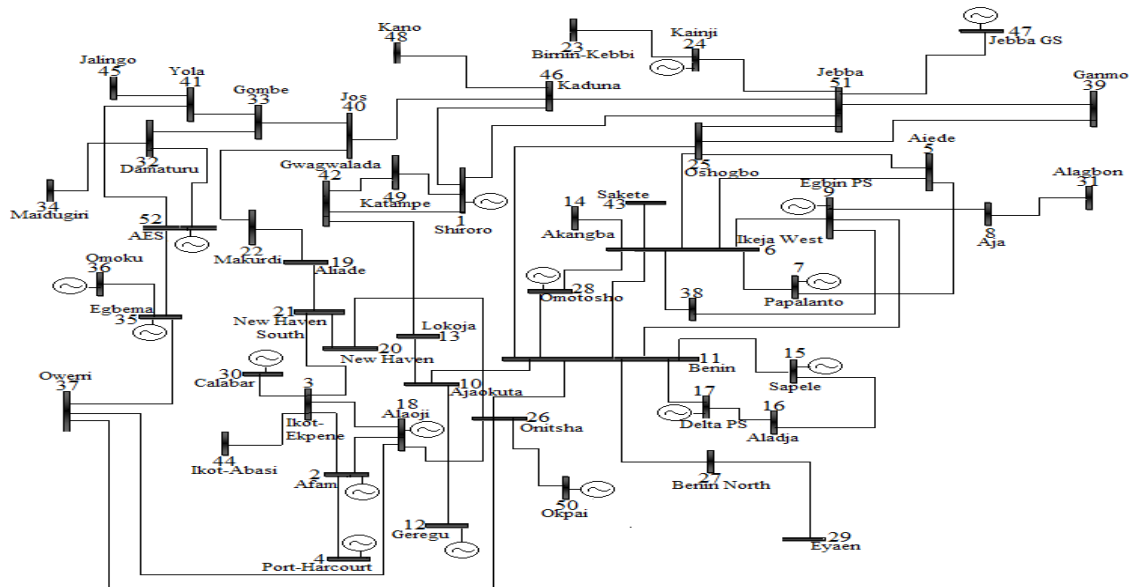 47
Jebba GS
Kano
48
23
Birnin-Kebbi
Kainji
24
Jalingo
45
Yola
41
Gombe
33
Jos
40
46
Kaduna
Jebba
51
Ganmo
39
32
Damaturu
Gwagwalada
42
49
Katampe
25
Oshogbo
Aiede
5
Egbin PS
9
Alagbon
31
34
Maidugiri
1
Shiroro
14
Akangba
Sakete
43
Ikeja West
6
8
Aja
52
AES
22
Makurdi
19
Aliade
Omoku
36
Egbema
35
28
Omotosho
7
Papalanto
38
21
New Haven
South
20
New Haven
Lokoja
13
11
Benin
15
Sapele
Owerri
37
30
Calabar
3
Ikot-
Ekpene
18
Alaoji
10
Ajaokuta
26
Onitsha
17
Delta PS
16
Aladja
44
Ikot-Abasi
2
Afam
50
Okpai
27
Benin North
12
Geregu
4
Port-Harcourt
29
Eyaen